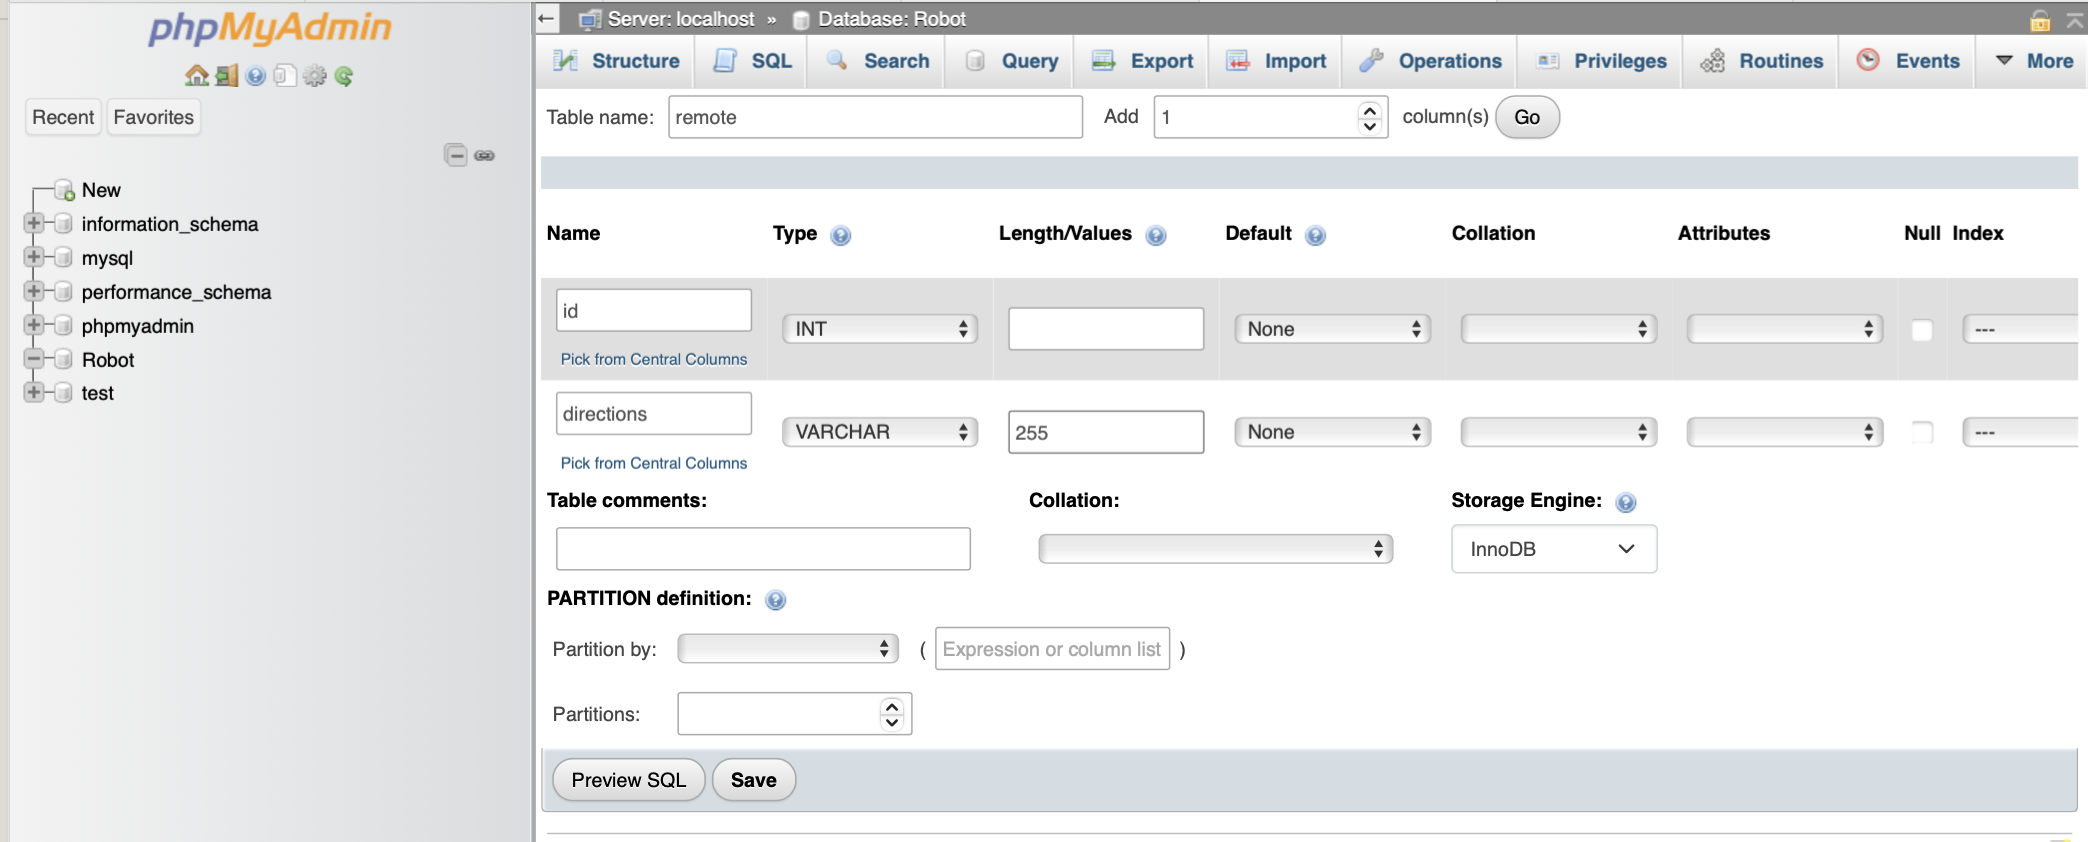 phpMyAdmin
Recent Favorites
New
information_schema
mysql
performance_schema
phpmyadmin
Robot
test
Server: localhost » Database: Robot
Structure SQL Search Query Export Import Operations Privileges Routines Events More
Table name: remote Add 1 column(s) Go
Name Type Length/Values Default Collation Attributes Null Index
id INT None ---
Pick from Central Columns
directions VARCHAR 255 None ---
Pick from Central Columns
Table comments: Collation: Storage Engine:
InnoDB
PARTITION definition:
Partition by: ( Expression or column list )
Partitions:
Preview SQL Save